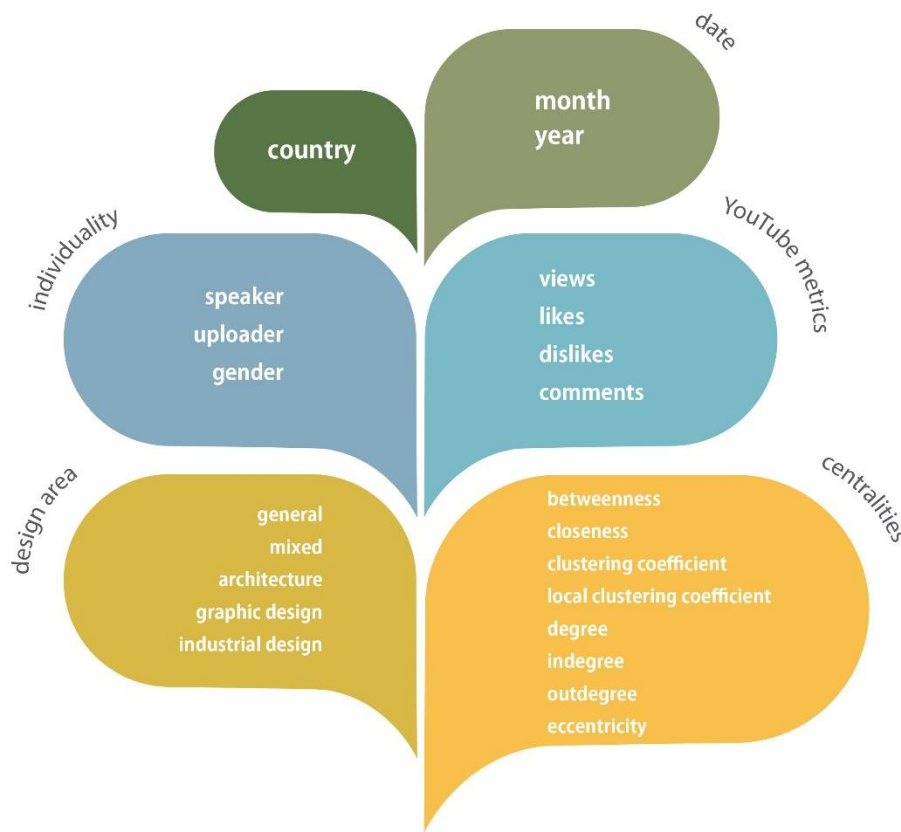 date
month
year
country
individuality
speaker
uploader
gender
YouTube metrics
views
likes
dislikes
comments
design area
general
mixed
architecture
graphic design
industrial design
centralities
betweenness
closeness
clustering coefficient
local clustering coefficient
degree
indegree
outdegree
eccentricity